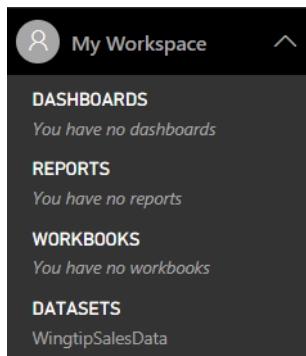 My Workspace
DASHBOARDS
You have no dashboards
REPORTS
You have no reports
WORKBOOKS
You have no workbooks
DATASETS
WingtipSalesData